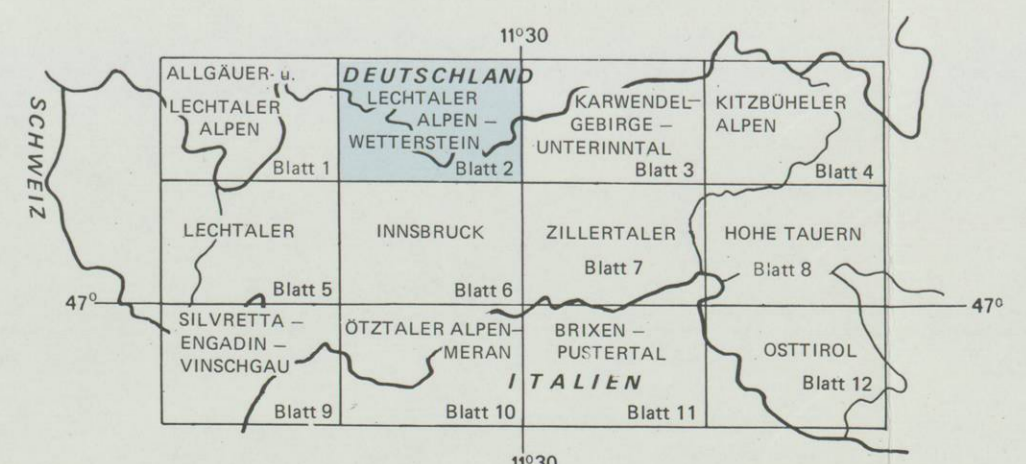 11°30
ALLGÄUER- u.
LECHTALER
ALPEN
Blatt 1
DEUTSCHLAND
LECHTALER
ALPEN –
WETTERSTEIN
Blatt 2
KARWENDEL-
GEBIRGE –
UNTERINNTAL
Blatt 3
KITZBÜHELER
ALPEN
Blatt 4
SCHWEIZ
LECHTALER
Blatt 5
INNSBRUCK
Blatt 6
ZILLERTALER
Blatt 7
HOHE TAUERN
Blatt 8
47°
47°
SILVRETTA –
ENGADIN –
VINSCHGAU
Blatt 9
ÖTZTALER ALPEN-
MERAN
Blatt 10
BRIXEN –
PUSTERTAL
ITALIEN
Blatt 11
OSTTIROL
Blatt 12
11°30